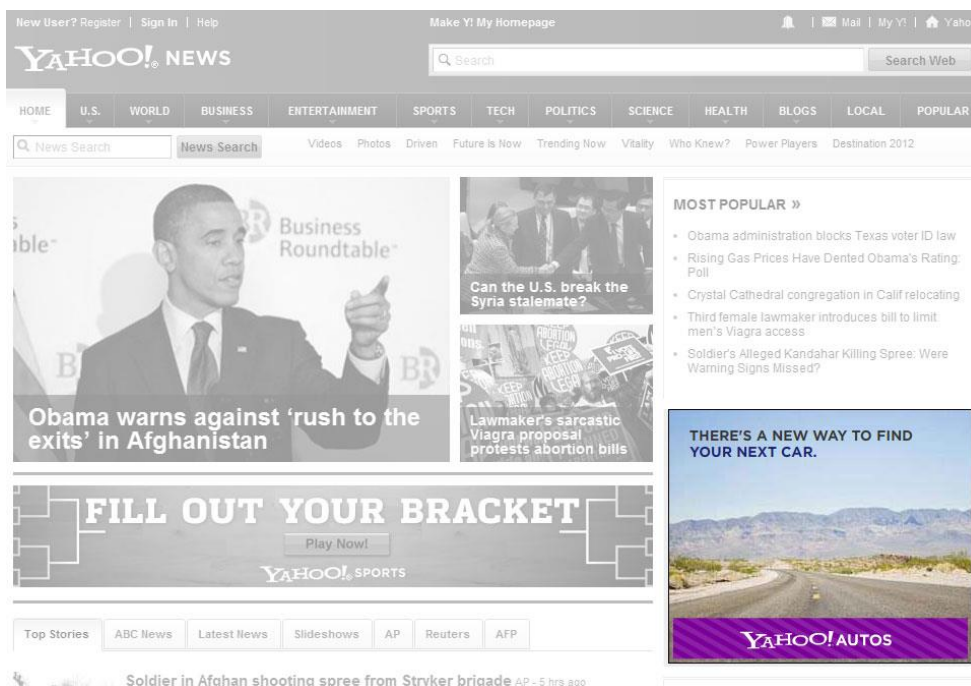 New User? Register | Sign In | Help
Make Y! My Homepage
Mail | My Y! | Yaho
YAHOO! NEWS
Search
Search Web
HOME U.S. WORLD BUSINESS ENTERTAINMENT SPORTS TECH POLITICS SCIENCE HEALTH BLOGS LOCAL POPULAR
News Search
News Search
Videos Photos Driven Future Is Now Trending Now Vitality Who Knew? Power Players Destination 2012
Business
Roundtable
BR
Obama warns against ‘rush to the
exits’ in Afghanistan
Can the U.S. break the
Syria stalemate?
ABORTION
LEGAL
KEEP
ABORTION
LEGAL
Lawmaker's sarcastic
Viagra proposal
protests abortion bills
MOST POPULAR »
• Obama administration blocks Texas voter ID law
• Rising Gas Prices Have Dented Obama's Rating:
Poll
• Crystal Cathedral congregation in Calif relocating
• Third female lawmaker introduces bill to limit
men's Viagra access
• Soldier's Alleged Kandahar Killing Spree: Were
Warning Signs Missed?
THERE'S A NEW WAY TO FIND
YOUR NEXT CAR.
YAHOO! AUTOS
FILL OUT YOUR BRACKET
Play Now!
YAHOO! SPORTS
Top Stories ABC News Latest News Slideshows AP Reuters AFP
Soldier in Afghan shooting spree from Stryker brigade AP - 5 hrs ago